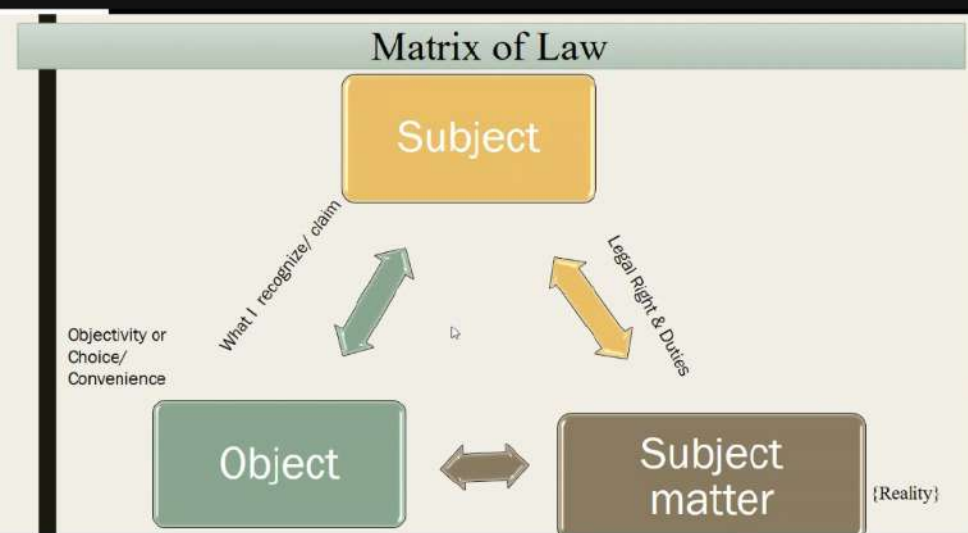 Matrix of Law
Subject
What I recognize/ claim
Legal Right & Duties
Objectivity or
Choice/
Convenience
Object
Subject
matter
{Reality}